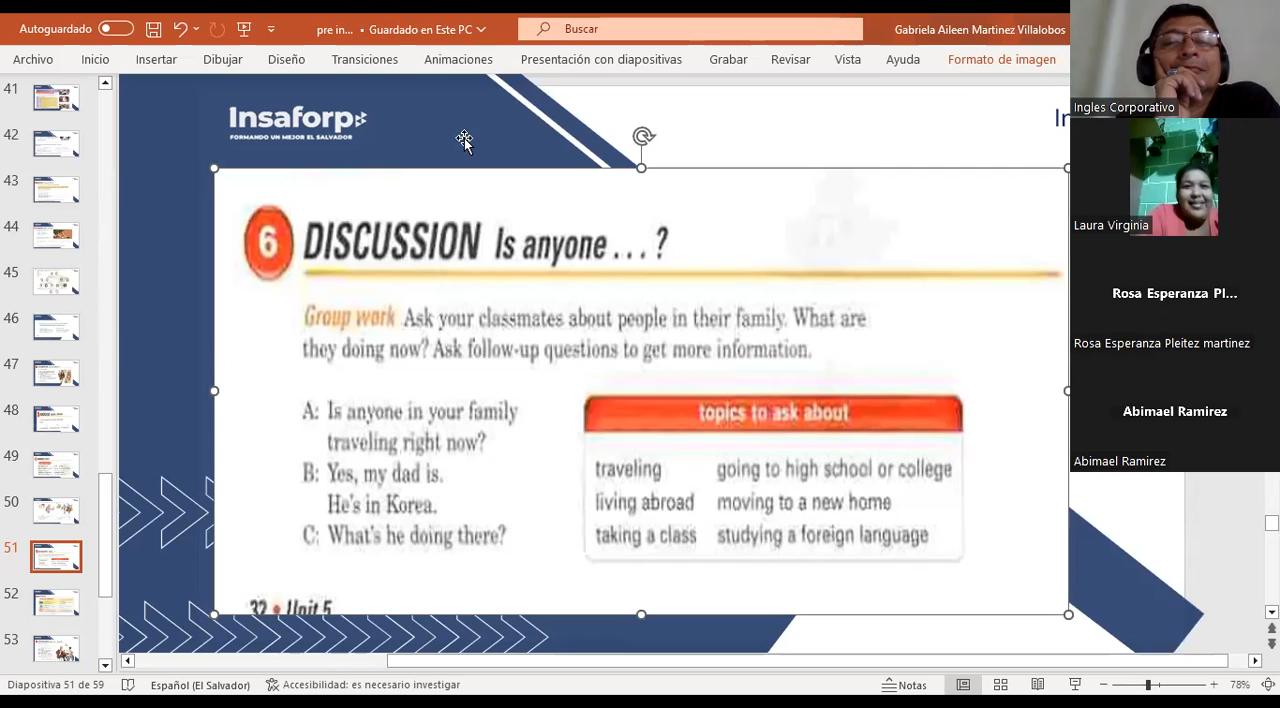 Autoguardado
pre in... • Guardado en Este PC
Buscar
Gabriela Aileen Martinez Villalobos
Archivo
Inicio
Insertar
Dibujar
Diseño
Transiciones
Animaciones
Presentación con diapositivas
Grabar
Revisar
Vista
Ayuda
Formato de imagen
41
42
43
44
45
46
47
48
49
50
51
52
53
Insaforp
FORMANDO UN MEJOR EL SALVADOR
In
6 DISCUSSION Is anyone . . . ?
Group work Ask your classmates about people in their family. What are
they doing now? Ask follow-up questions to get more information.
A: Is anyone in your family
traveling right now?
B: Yes, my dad is.
He's in Korea.
C: What's he doing there?
topics to ask about
traveling going to high school or college
living abroad moving to a new home
taking a class studying a foreign language
32 • Unit 5
Ingles Corporativo
Laura Virginia
Rosa Esperanza Pl...
Rosa Esperanza Pleitez martinez
Abimael Ramirez
Abimael Ramirez
Diapositiva 51 de 59
Español (El Salvador)
Accesibilidad: es necesario investigar
Notas
78%